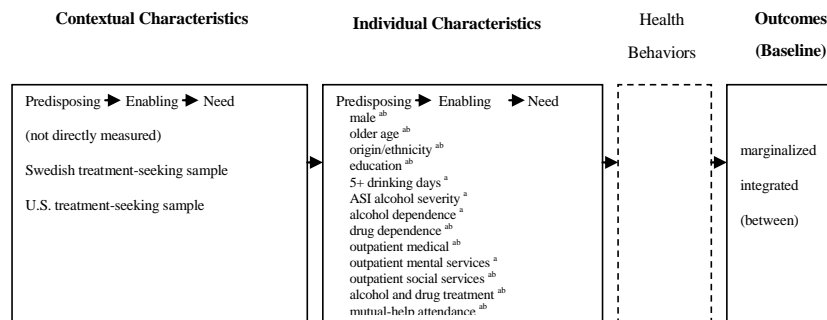 Contextual Characteristics
Individual Characteristics
Health
Behaviors
Outcomes
(Baseline)
Predisposing Enabling Need
(not directly measured)
Swedish treatment-seeking sample
U.S. treatment-seeking sample
Predisposing Enabling Need
male ab
older age ab
origin/ethnicity ab
education ab
5+ drinking days a
ASI alcohol severity a
alcohol dependence a
drug dependence ab
outpatient medical ab
outpatient mental services a
outpatient social services ab
alcohol and drug treatment ab
mutual-help attendance ab
marginalized
integrated
(between)